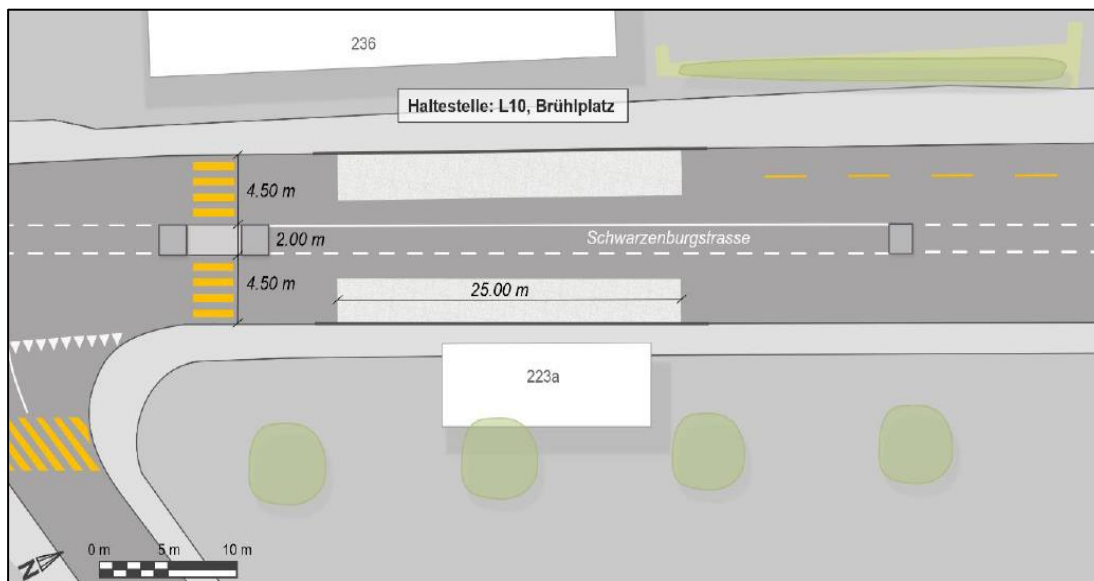 236
Haltestelle: L10, Brühlplatz
4.50 m
2.00 m
Schwarzenburgstrasse
4.50 m
25.00 m
223a
N
0 m 5 m 10 m